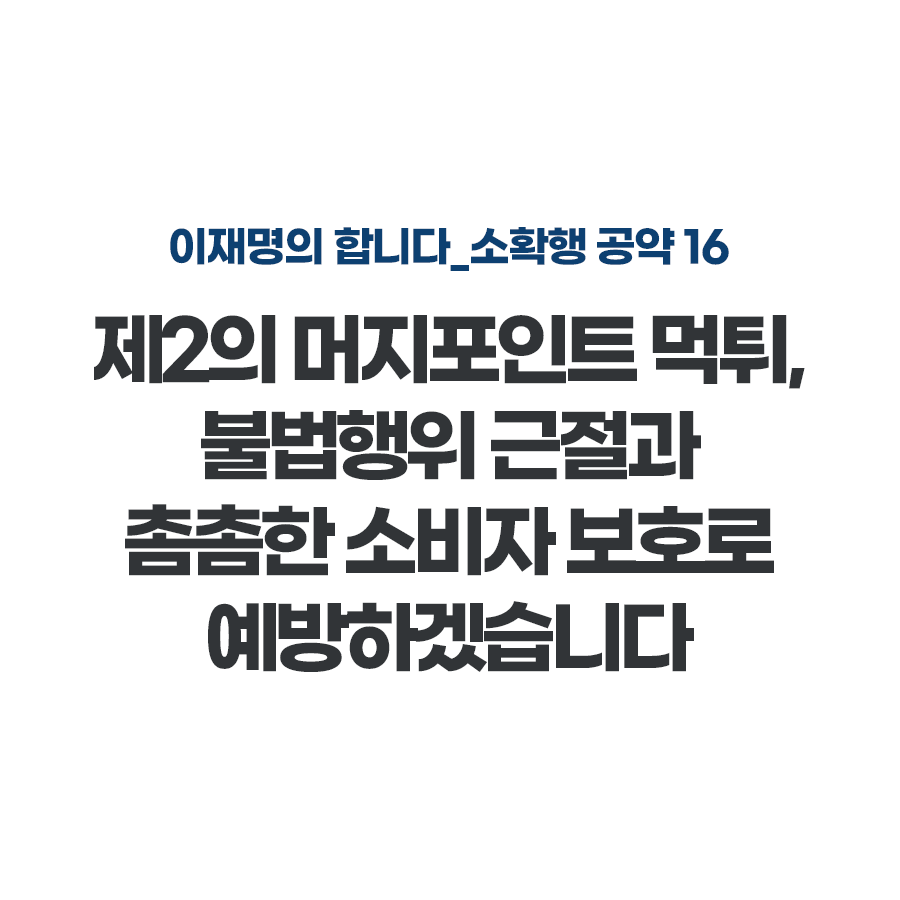 이재명의 합니다_소확행 공약 16
제2의 머지포인트 먹튀,
불법행위 근절과
촘촘한 소비자 보호로
예방하겠습니다